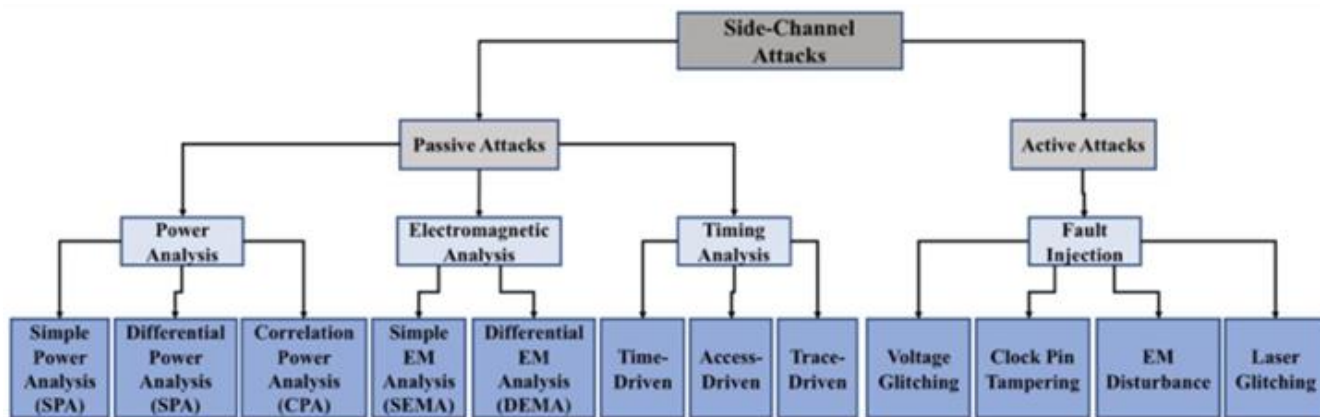 Side-Channel
Attacks
Passive Attacks
Active Attacks
Power
Analysis
Electromagnetic
Analysis
Timing
Analysis
Fault
Injection
Simple
Power
Analysis
(SPA)
Differential
Power
Analysis
(SPA)
Correlation
Power
Analysis
(CPA)
Simple
EM
Analysis
(SEMA)
Differential
EM
Analysis
(DEMA)
Time-
Driven
Access-
Driven
Trace-
Driven
Voltage
Glitching
Clock Pin
Tampering
EM
Disturbance
Laser
Glitching